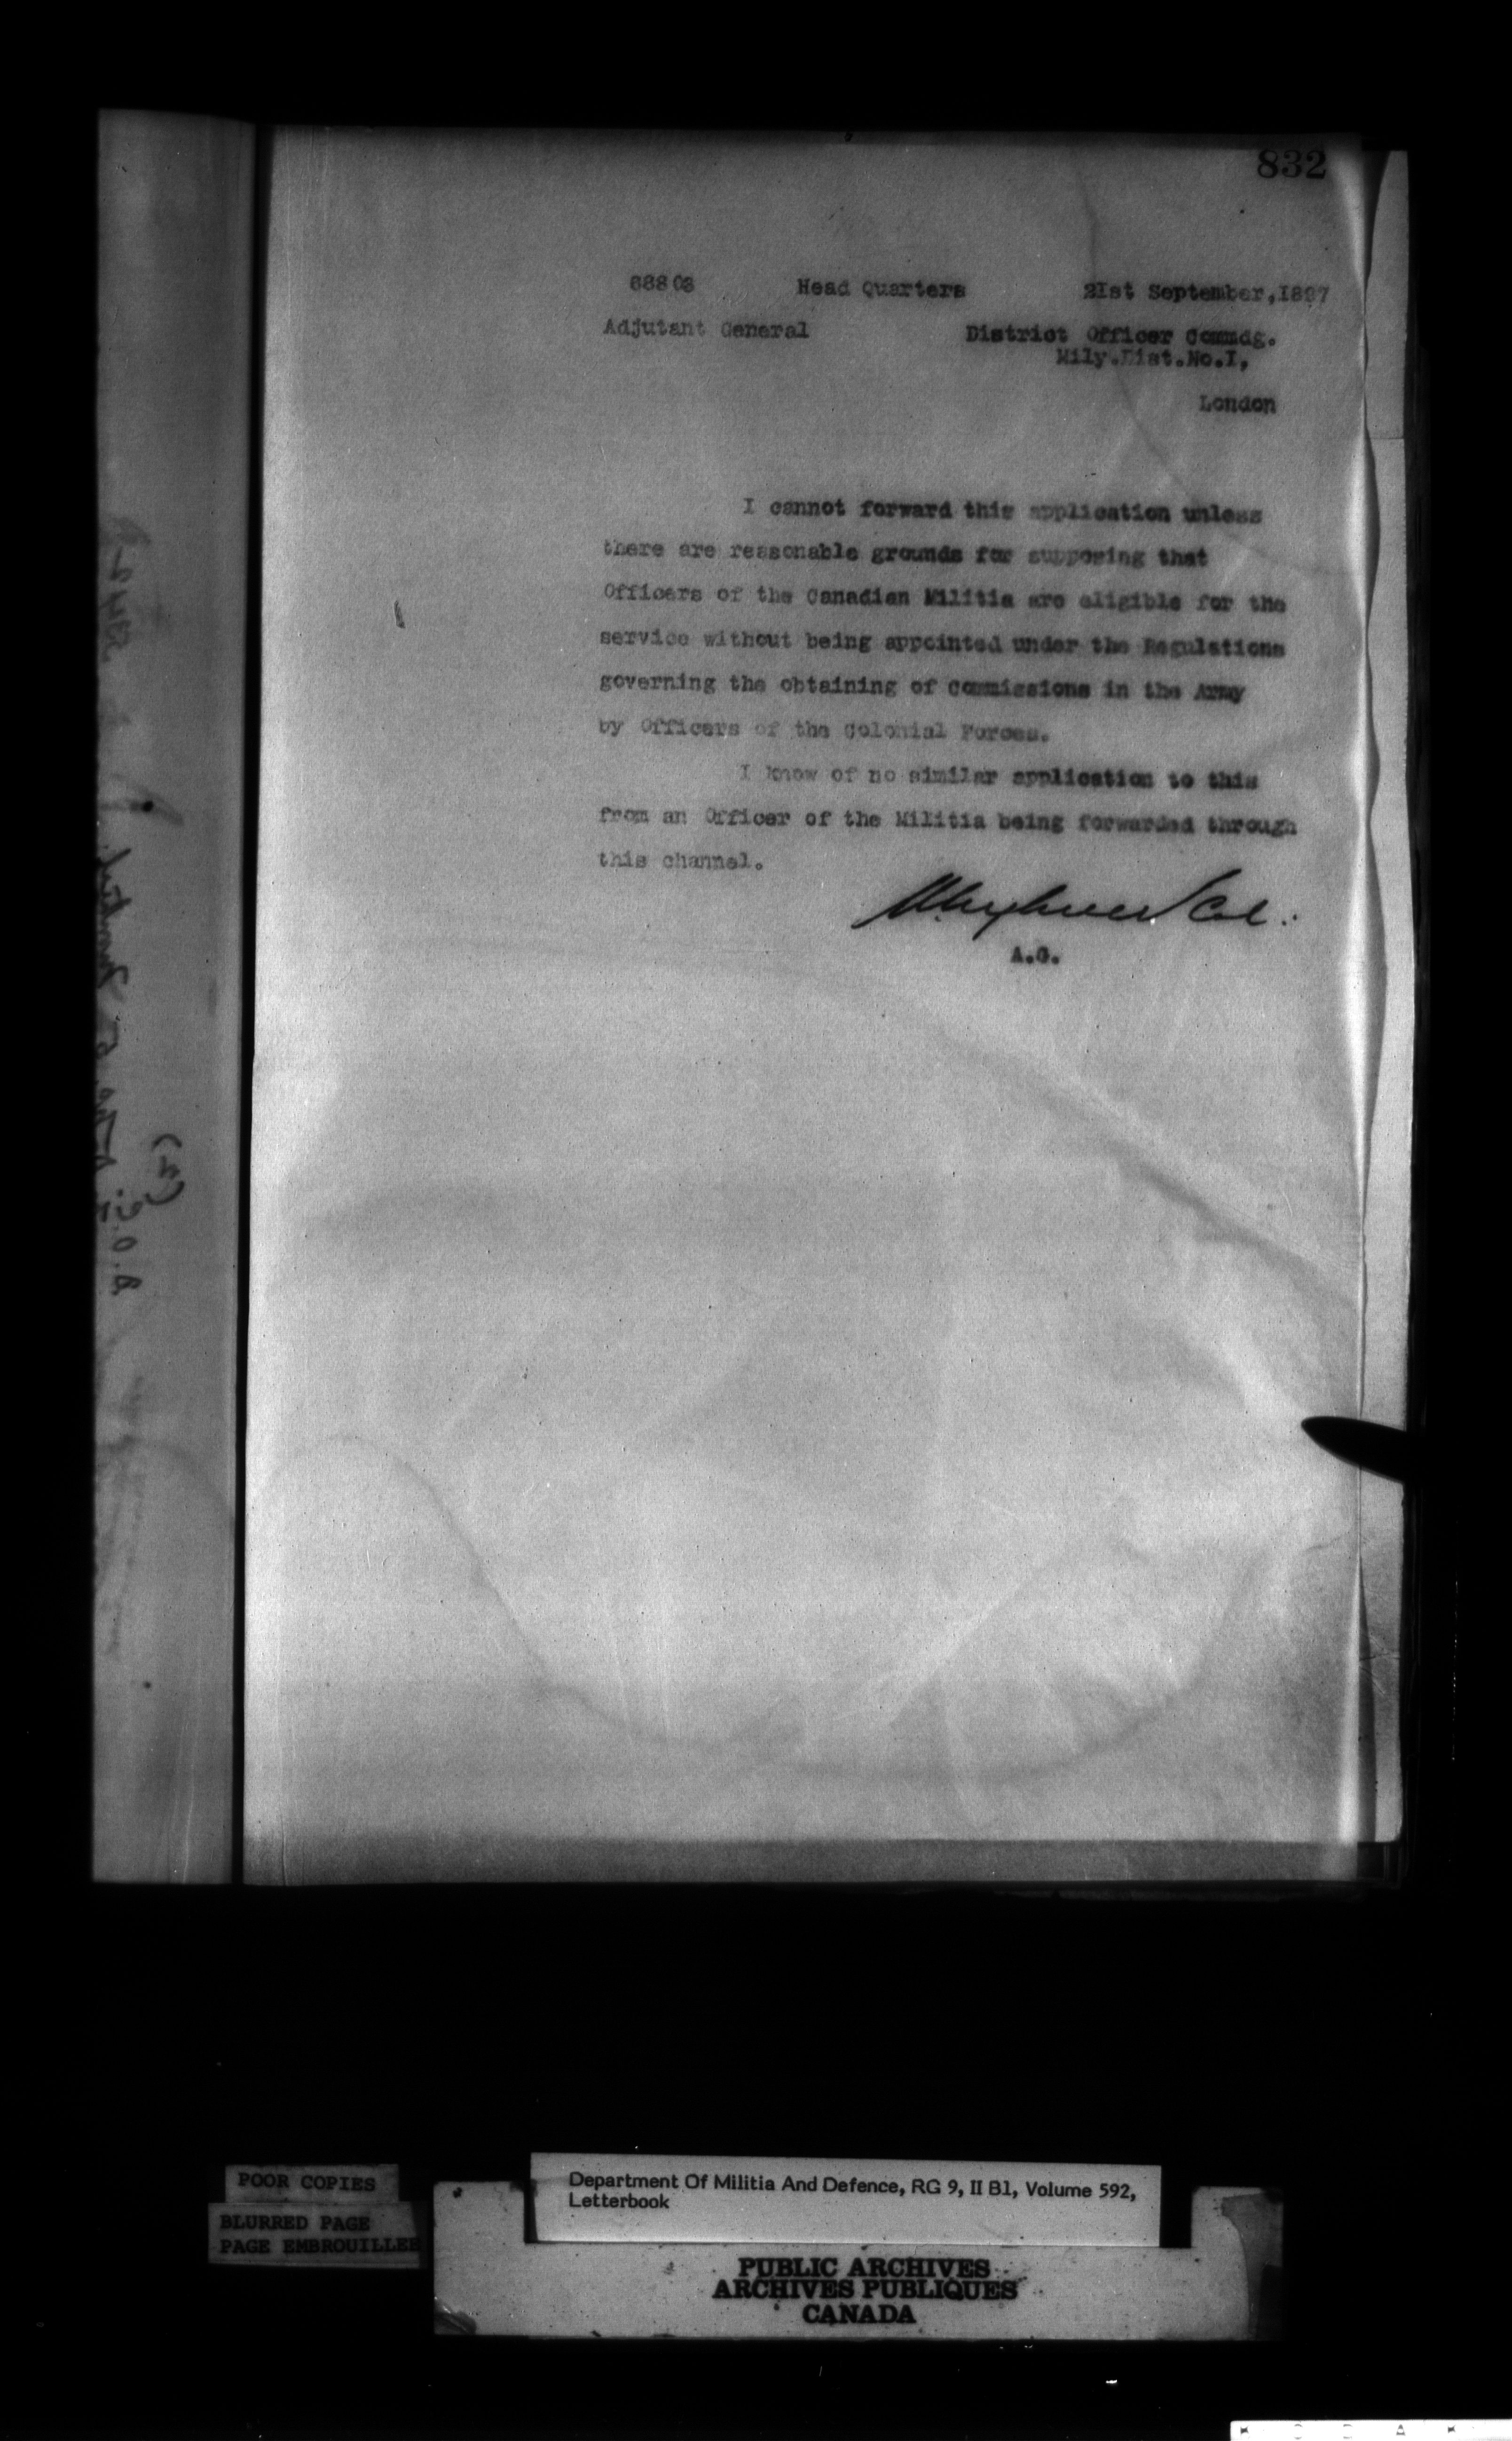 832
Head Quarters
21st September, 1897
Adjutant General
District Officer Commdg.
Mily.Dist.No.I,
London
I cannot forward this application unless
there are reasonable grounds for supposing that
Officers of the Canadian Militia are eligible for the
service without being appointed under the Regulations
governing the obtaining of Commissions in the Army
by Officers of the Colonial Forces.
I know of no similar application to this
from an Officer of the Militia being forwarded through
this channel.
Col.
A.G.
POOR COPIES
BLURRED PAGE
PAGE EMBROUILLEE
Department Of Militia And Defence, RG 9, II B1, Volume 592,
Letterbook
PUBLIC ARCHIVES
ARCHIVES PUBLIQUES
CANADA